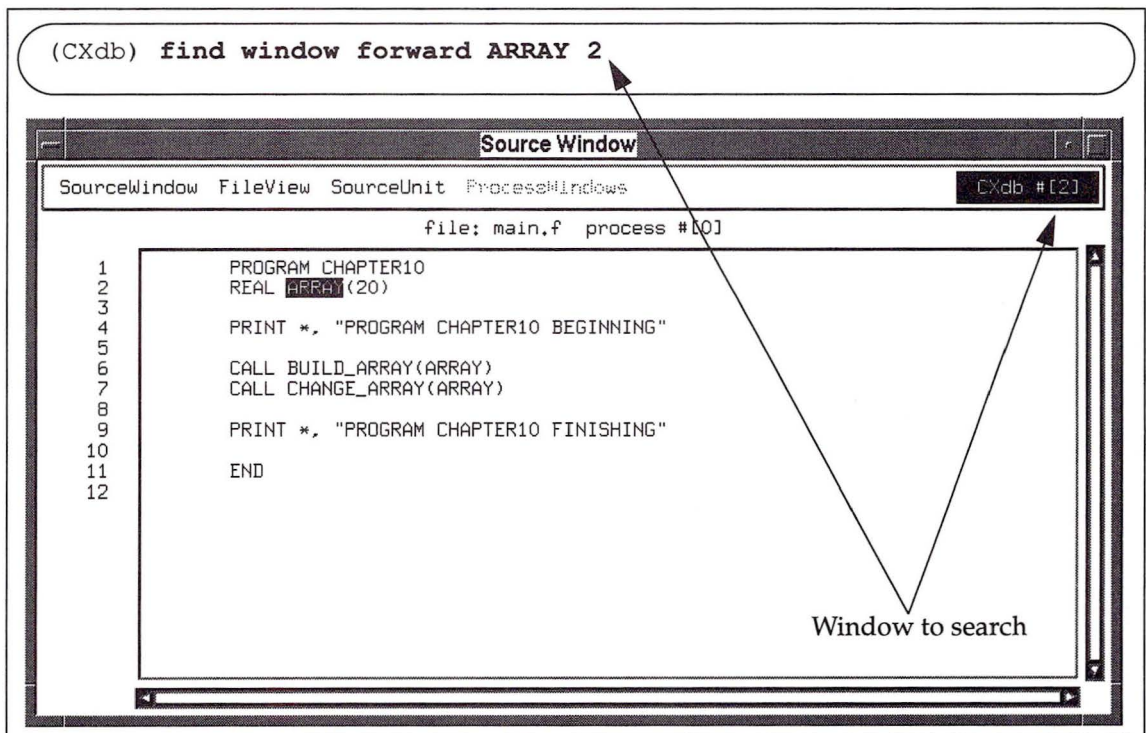 (CXdb) find window forward ARRAY 2
Source Window
SourceWindow FileView SourceUnit ProcessWindows CXdb #[2]
file: main.f process #[0]
1 PROGRAM CHAPTER10
2 REAL ARRAY(20)
3
4 PRINT *, "PROGRAM CHAPTER10 BEGINNING"
5
6 CALL BUILD_ARRAY(ARRAY)
7 CALL CHANGE_ARRAY(ARRAY)
8
9 PRINT *, "PROGRAM CHAPTER10 FINISHING"
10
11 END
12
Window to search